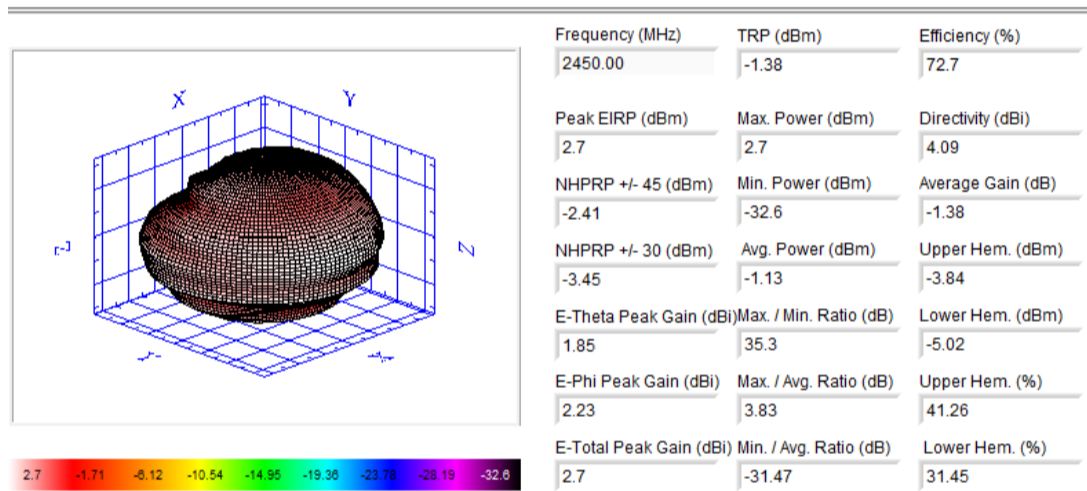 Frequency (MHz) TRP (dBm) Efficiency (%)
2450.00 -1.38 72.7
X Y
Peak EIRP (dBm) Max. Power (dBm) Directivity (dBi)
2.7 2.7 4.09
NHPRP +/- 45 (dBm) Min. Power (dBm) Average Gain (dB)
-2.41 -32.6 -1.38
Z
NHPRP +/- 30 (dBm) Avg. Power (dBm) Upper Hem. (dBm)
-3.45 -1.13 -3.84
E-Theta Peak Gain (dBi) Max. / Min. Ratio (dB) Lower Hem. (dBm)
1.85 35.3 -5.02
E-Phi Peak Gain (dBi) Max. / Avg. Ratio (dB) Upper Hem. (%)
2.23 3.83 41.26
E-Total Peak Gain (dBi) Min. / Avg. Ratio (dB) Lower Hem. (%)
2.7 -1.71 -6.12 -10.54 -14.95 -19.36 -23.78 -28.19 -32.6
2.7 -31.47 31.45